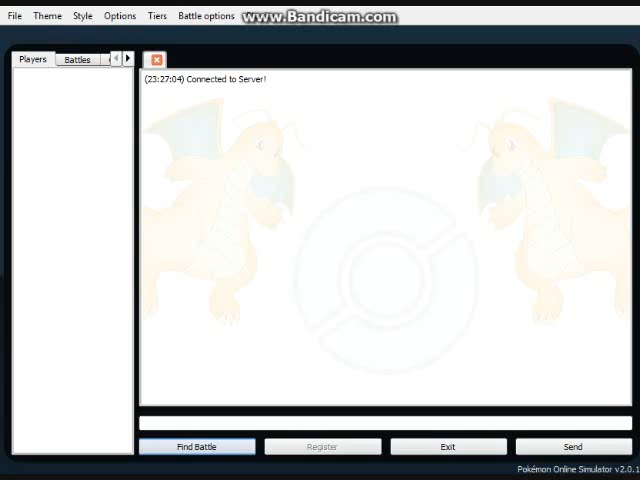 File Theme Style Options Tiers Battle options
www.Bandicam.com
Players Battles
(23:27:04) Connected to Server!
Find Battle Register Exit Send
Pokémon Online Simulator v2.0.1